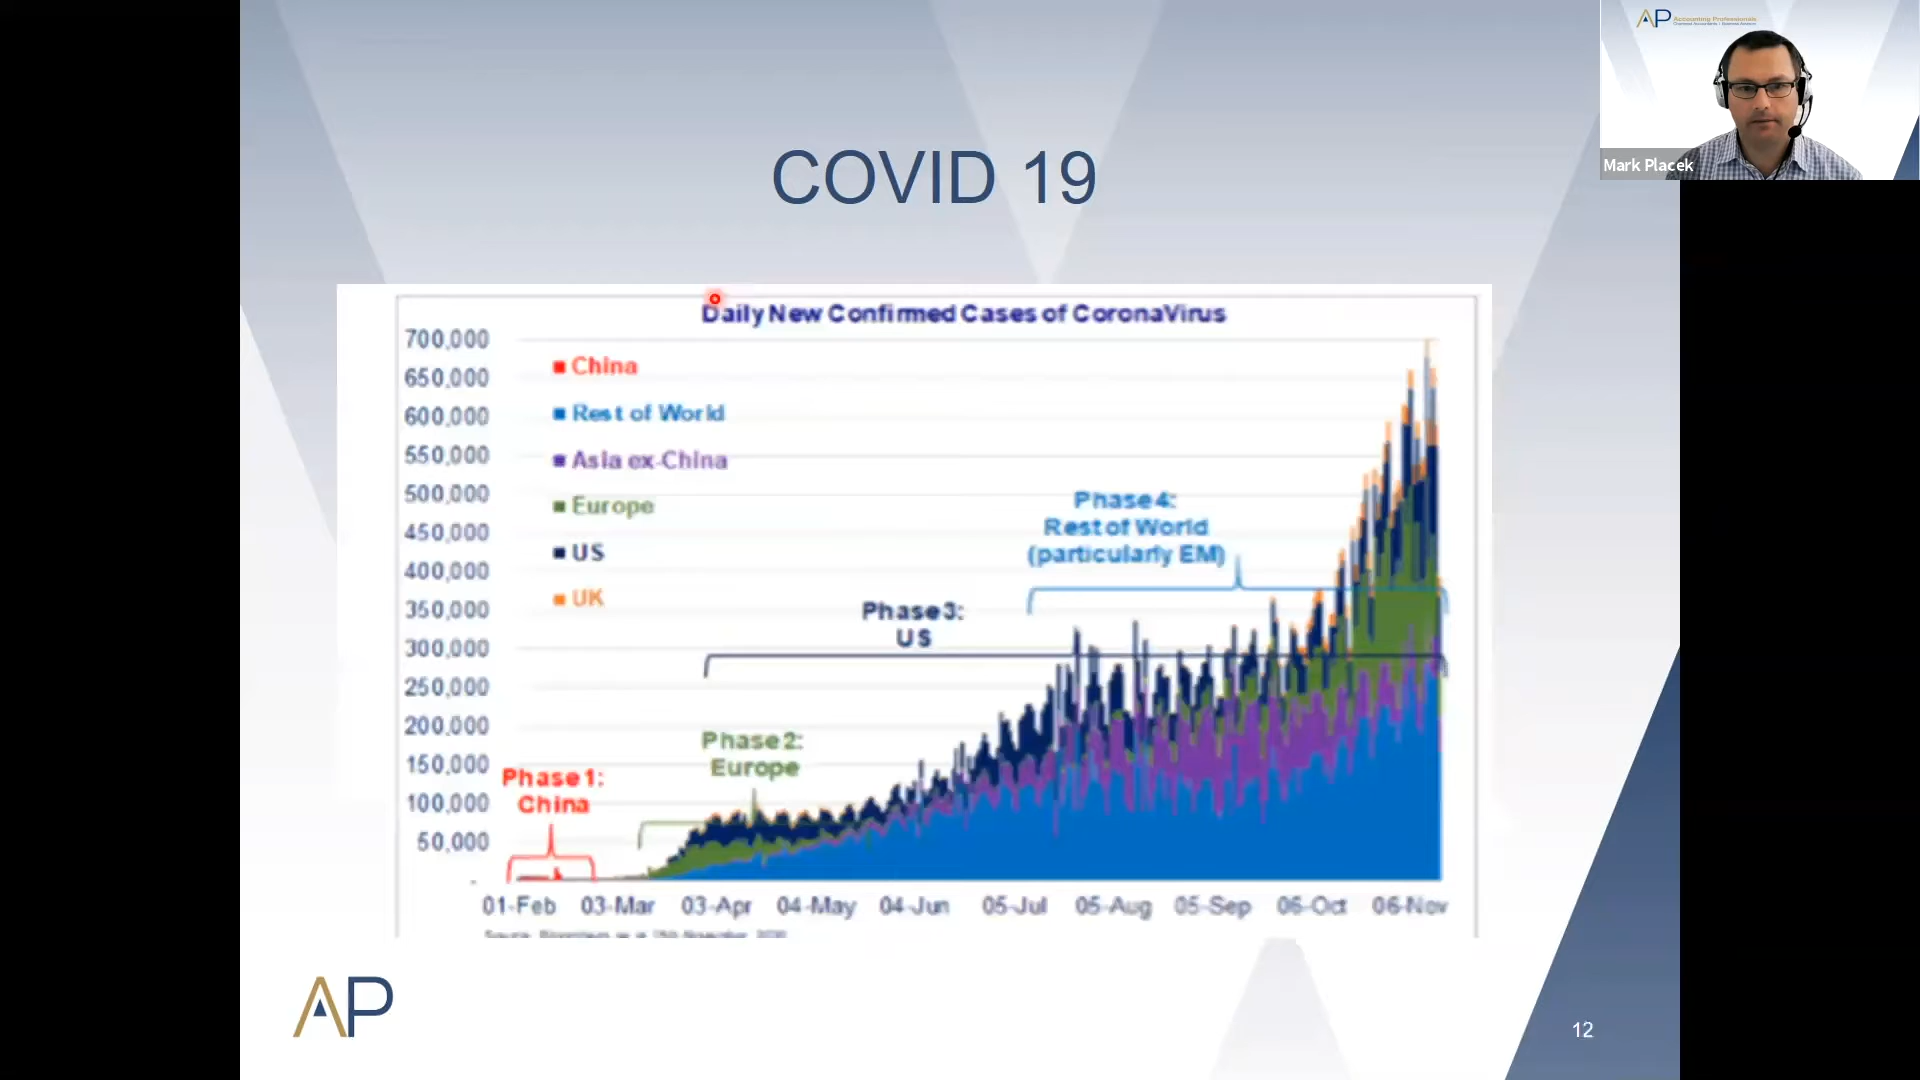 AP Accounting Professionals
Mark Placek
COVID 19
Daily New Confirmed Cases of CoronaVirus
700,000
650,000
600,000
550,000
500,000
450,000
400,000
350,000
300,000
250,000
200,000
150,000
100,000
50,000
-
China
Rest of World
Asia ex-China
Europe
US
UK
Phase 4:
Rest of World
(particularly EM)
Phase 3:
US
Phase 2:
Europe
Phase 1:
China
01-Feb 03-Mar 03-Apr 04-May 04-Jun 05-Jul 05-Aug 05-Sep 06-Oct 06-Nov
AP
12